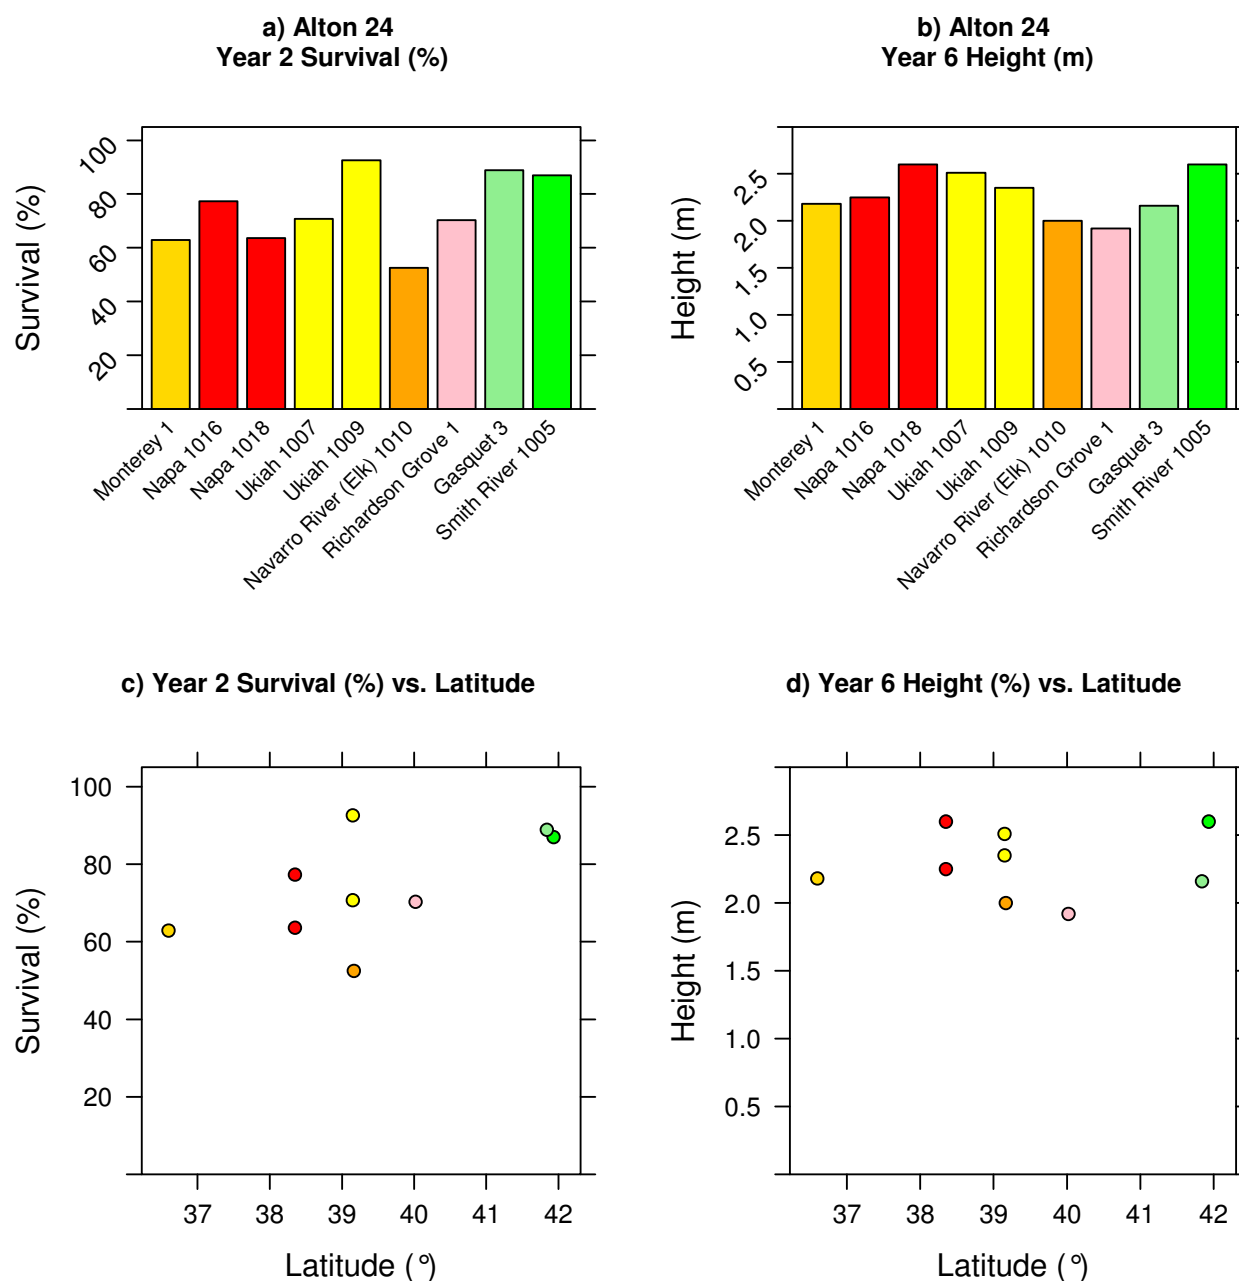 a) Alton 24
Year 2 Survival (%)
Survival (%)
100
80
60
40
20
Monterey 1
Napa 1016
Napa 1018
Ukiah 1007
Ukiah 1009
Navarro River (Elk) 1010
Richardson Grove 1
Gasquet 3
Smith River 1005
b) Alton 24
Year 6 Height (m)
Height (m)
2.5
2.0
1.5
1.0
0.5
Monterey 1
Napa 1016
Napa 1018
Ukiah 1007
Ukiah 1009
Navarro River (Elk) 1010
Richardson Grove 1
Gasquet 3
Smith River 1005
c) Year 2 Survival (%) vs. Latitude
Survival (%)
100
80
60
40
20
37 38 39 40 41 42
Latitude (°)
d) Year 6 Height (%) vs. Latitude
Height (m)
2.5
2.0
1.5
1.0
0.5
37 38 39 40 41 42
Latitude (°)